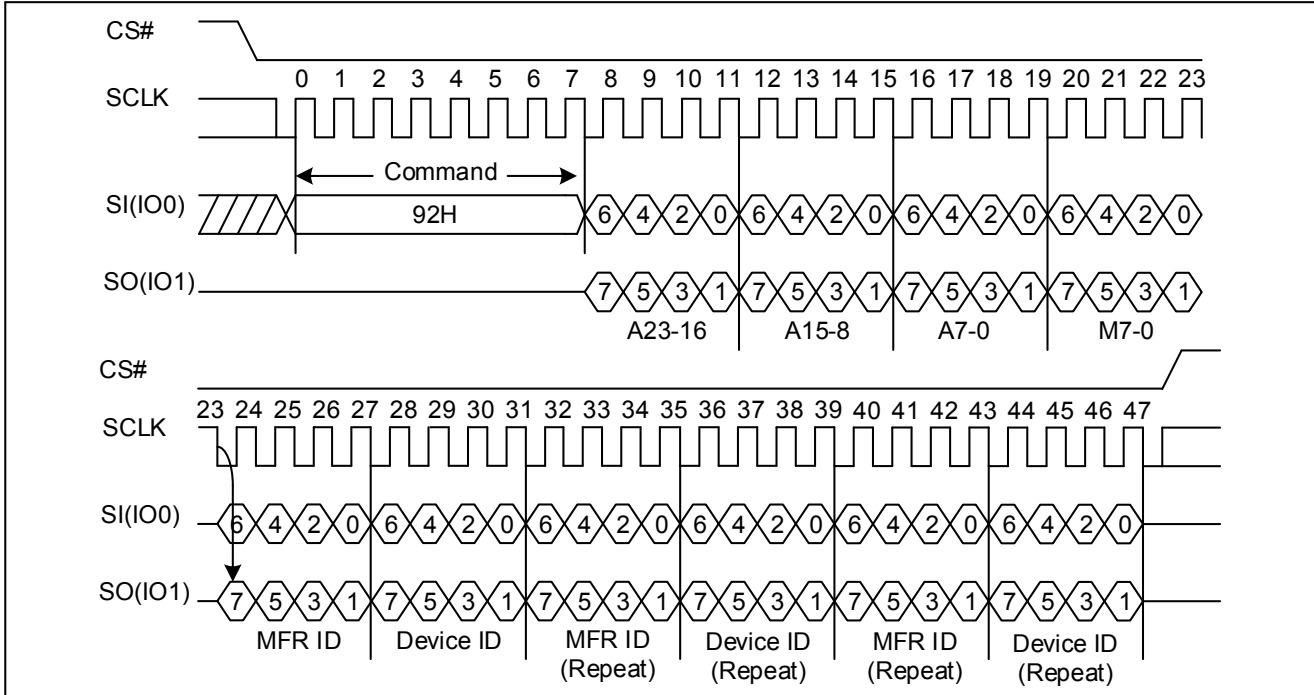 CS#
0 1 2 3 4 5 6 7 8 9 10 11 12 13 14 15 16 17 18 19 20 21 22 23
SCLK
Command
SI(IO0)
92H
6 4 2 0 6 4 2 0 6 4 2 0 6 4 2 0
SO(IO1)
7 5 3 1 7 5 3 1 7 5 3 1 7 5 3 1
A23-16 A15-8 A7-0 M7-0
CS#
23 24 25 26 27 28 29 30 31 32 33 34 35 36 37 38 39 40 41 42 43 44 45 46 47
SCLK
SI(IO0)
6 4 2 0 6 4 2 0 6 4 2 0 6 4 2 0 6 4 2 0 6 4 2 0
SO(IO1)
7 5 3 1 7 5 3 1 7 5 3 1 7 5 3 1 7 5 3 1 7 5 3 1
MFR ID
Device ID
MFR ID
(Repeat)
Device ID
(Repeat)
MFR ID
(Repeat)
Device ID
(Repeat)